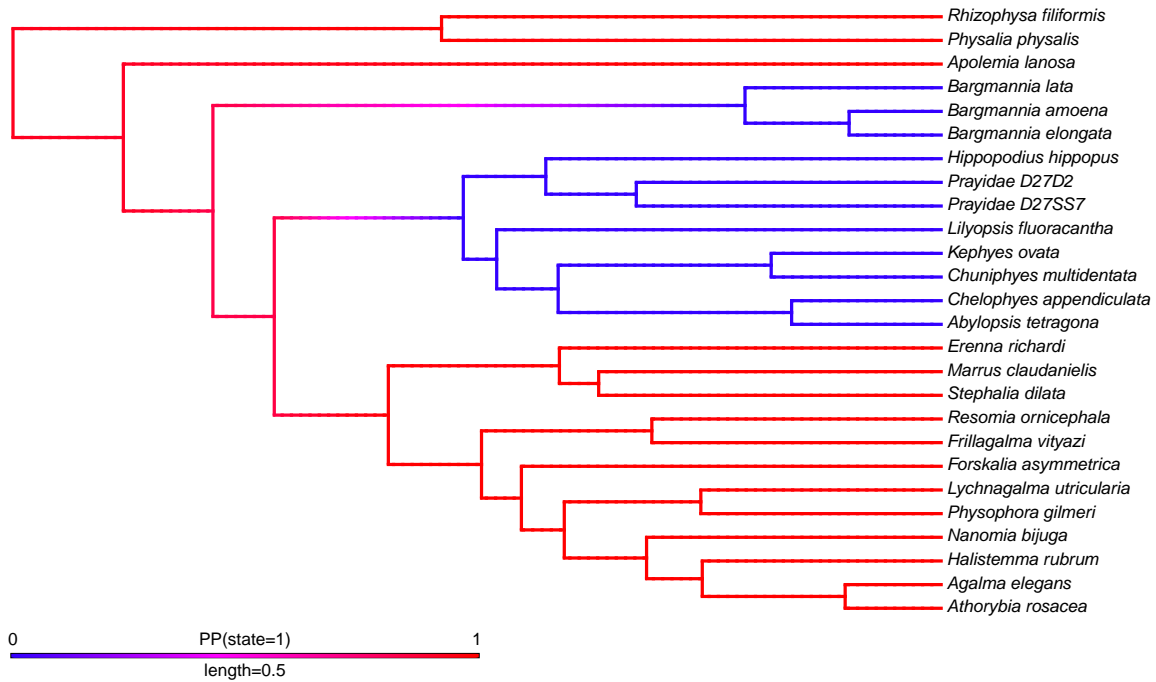 Rhizophysa filiformis
Physalia physalis
Apolemia lanosa
Bargmannia lata
Bargmannia amoena
Bargmannia elongata
Hippopodius hippopus
Prayidae D27D2
Prayidae D27SS7
Lilyopsis fluoracantha
Kephyes ovata
Chuniphyes multidentata
Chelophyes appendiculata
Abylopsis tetragona
Erenna richardi
Marrus claudanielis
Stephalia dilata
Resomia ornicephala
Frillagalma vityazi
Forskalia asymmetrica
Lychnagalma utricularia
Physophora gilmeri
Nanomia bijuga
Halistemma rubrum
Agalma elegans
Athorybia rosacea
0 PP(state=1) 1
length=0.5